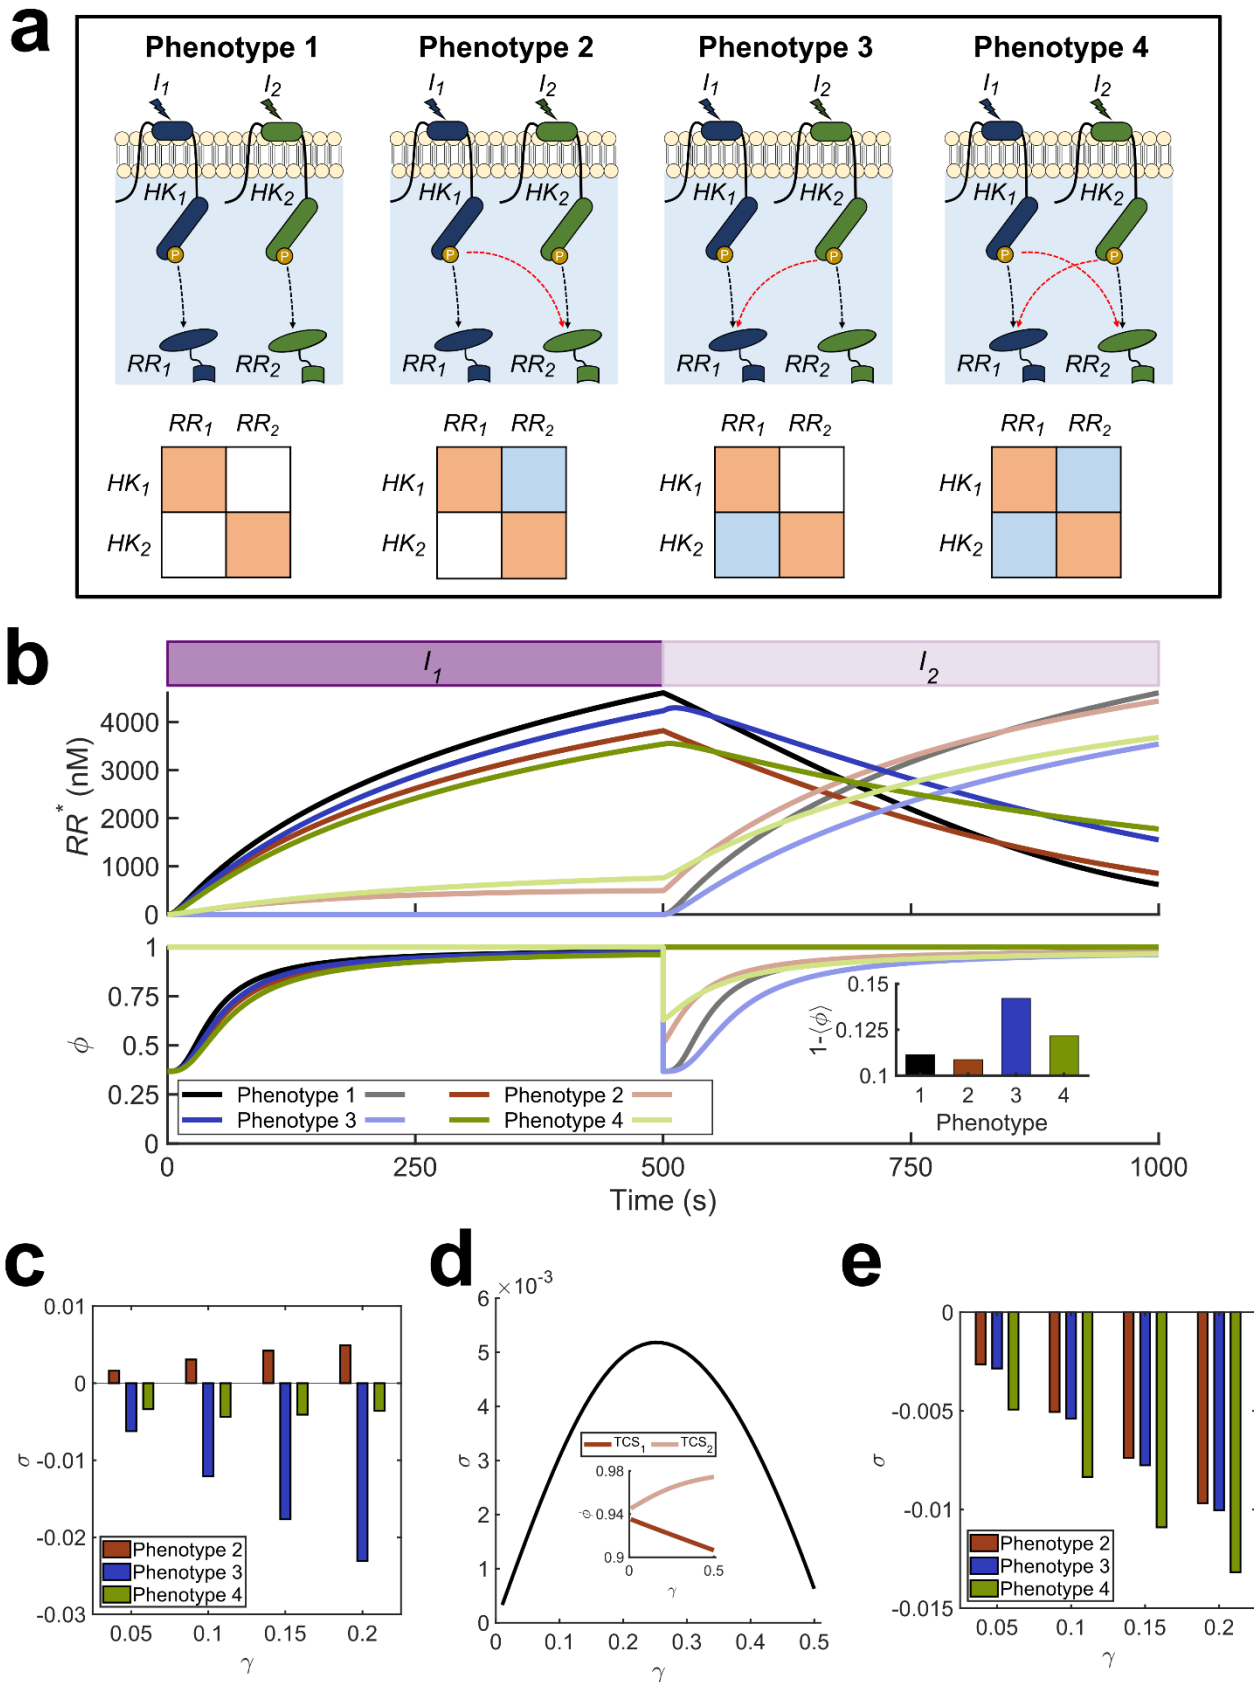 a
Phenotype 1 Phenotype 2 Phenotype 3 Phenotype 4
I1 I2 I1 I2 I1 I2 I1 I2
HK1 HK2 HK1 HK2 HK1 HK2 HK1 HK2
P P P P P P P P
RR1 RR2 RR1 RR2 RR1 RR2 RR1 RR2
RR1 RR2 RR1 RR2 RR1 RR2 RR1 RR2
HK1 HK1 HK1 HK1
HK2 HK2 HK2 HK2
b
I1 I2
RR* (nM)
4000
3000
2000
1000
0
ϕ
1
0.75
0.5
0.25
0
1-⟨ϕ⟩
0.15
0.125
0.1
1 2 3 4
Phenotype
Phenotype 1 Phenotype 2
Phenotype 3 Phenotype 4
0 250 500 750 1000
Time (s)
c
σ
0.01
0
-0.01
-0.02
-0.03
Phenotype 2
Phenotype 3
Phenotype 4
0.05 0.1 0.15 0.2
γ
d
×10-3
σ
6
5
4
3
2
1
0
TCS1 TCS2
ϕ
0.98
0.94
0.9
0 0.5
γ
0 0.1 0.2 0.3 0.4 0.5
γ
e
σ
0
-0.005
-0.01
-0.015
Phenotype 2
Phenotype 3
Phenotype 4
0.05 0.1 0.15 0.2
γ